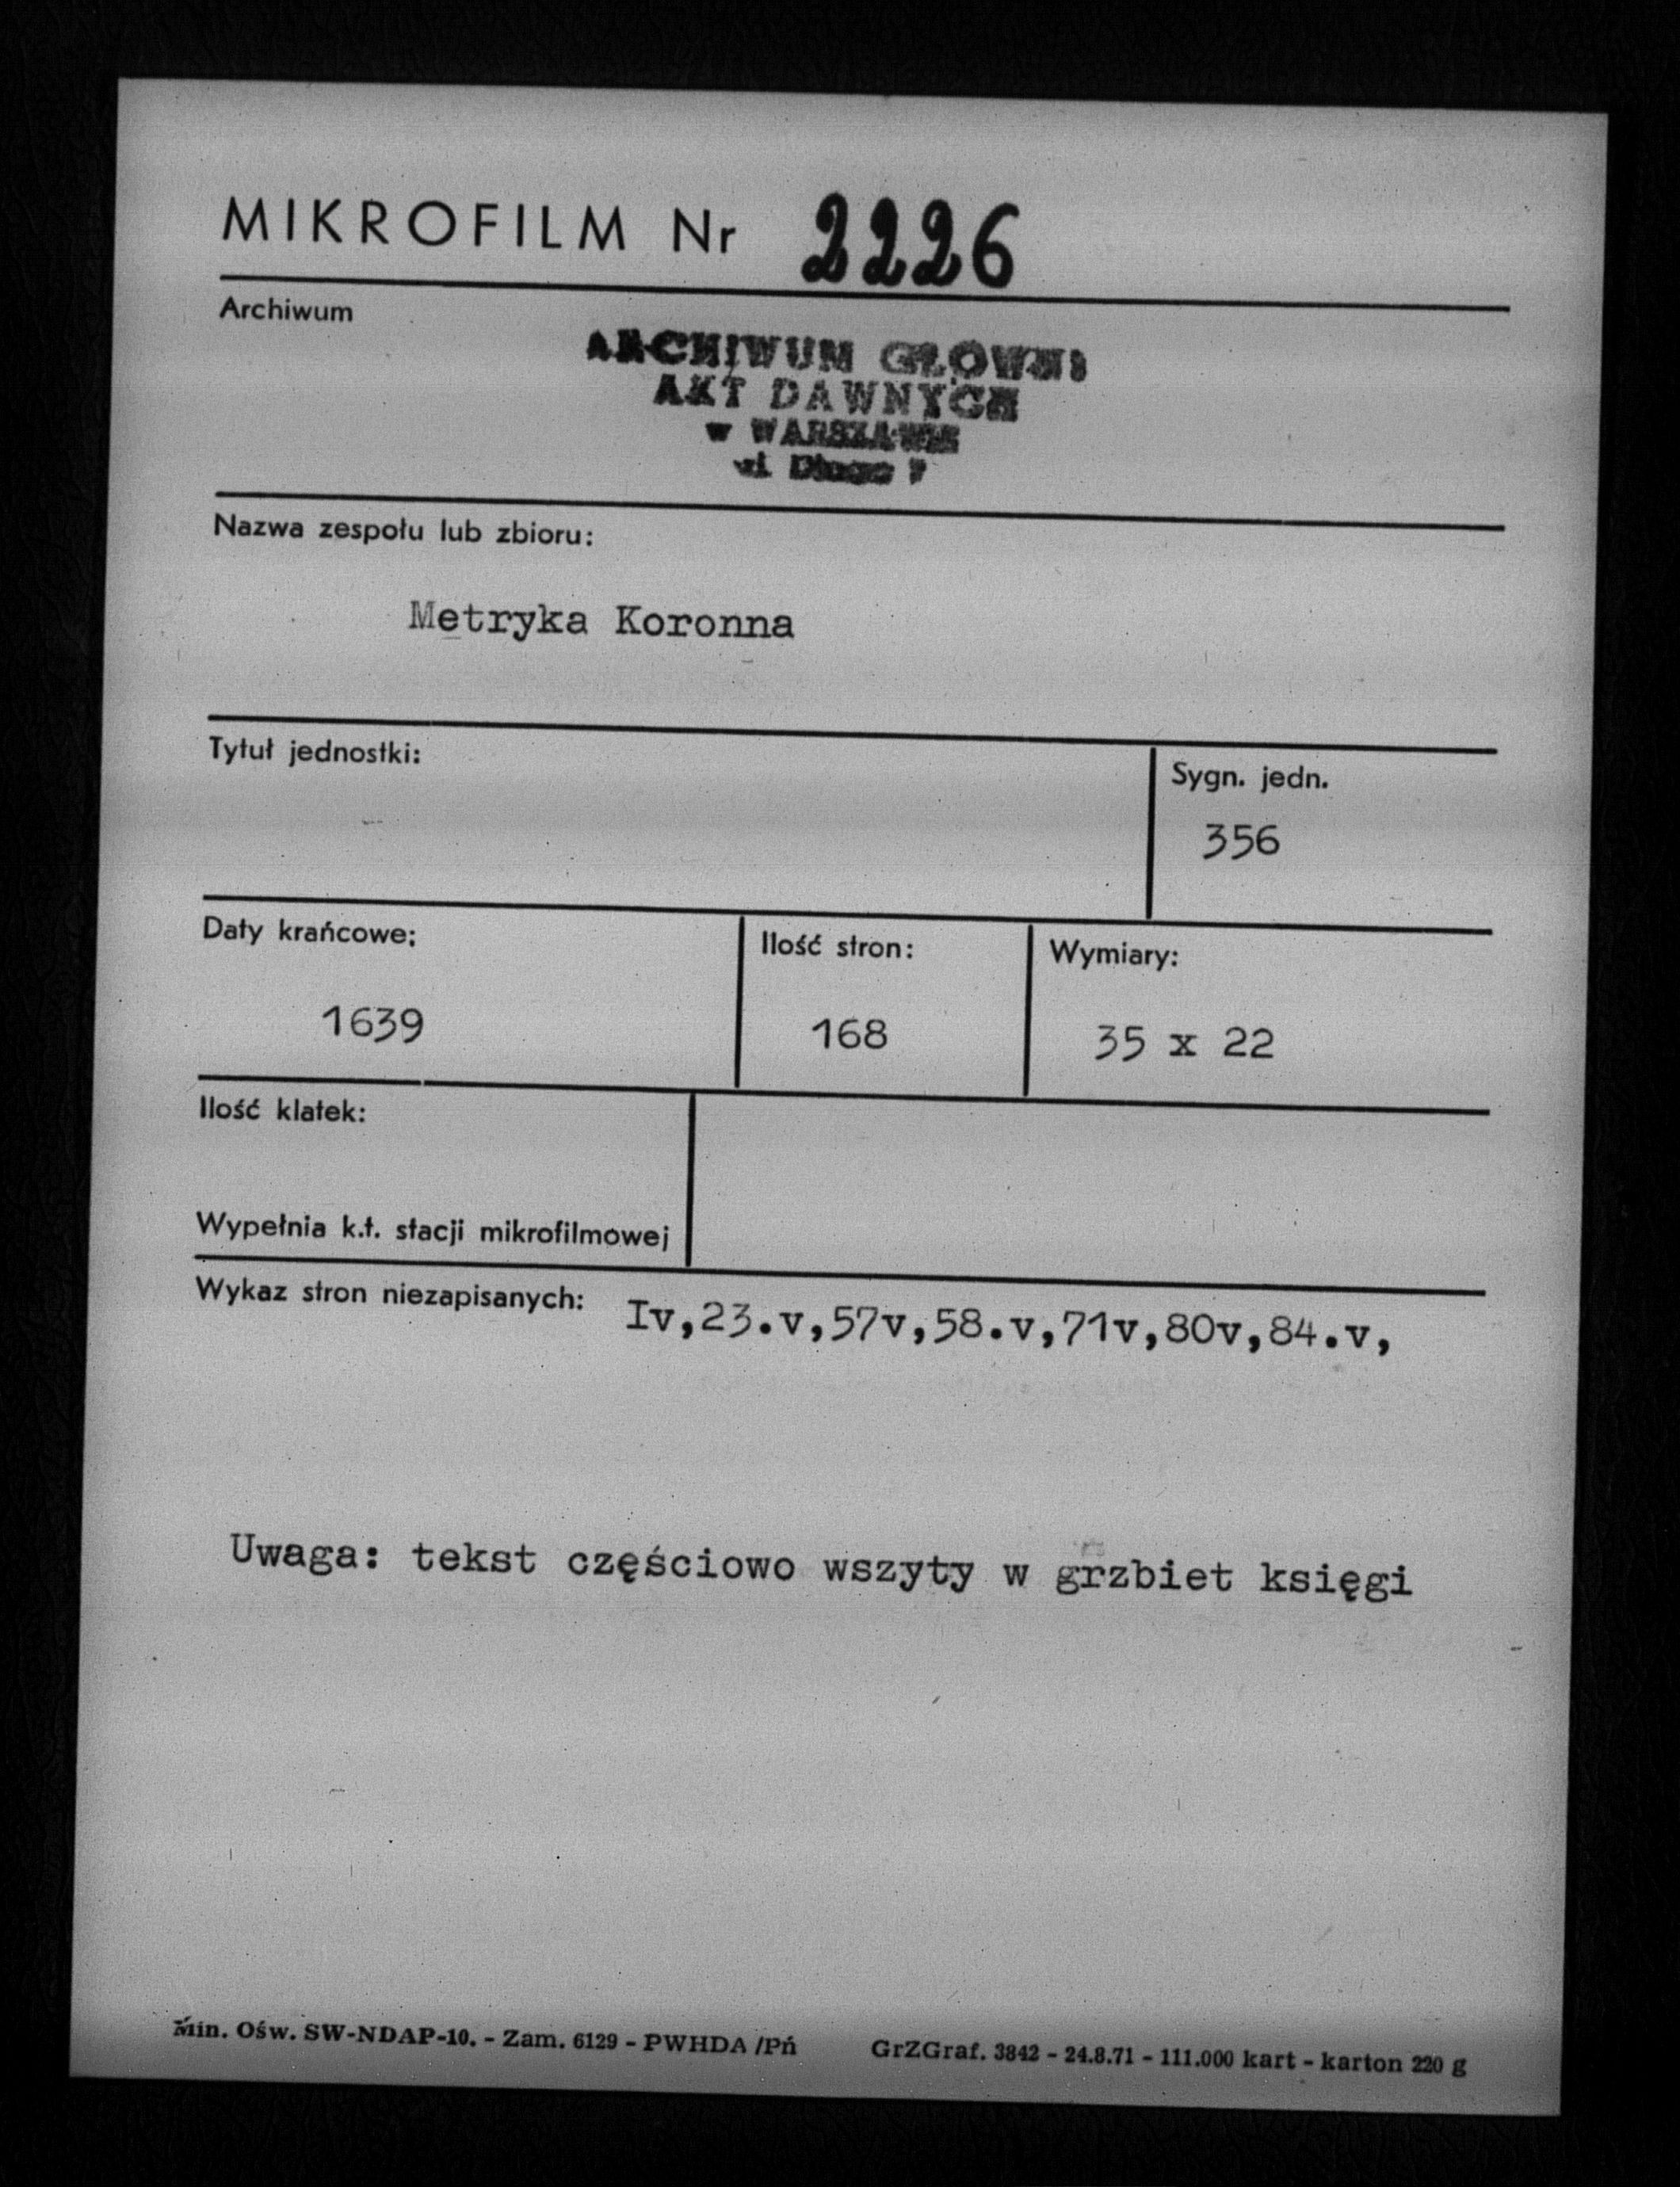 MIKROFILM Nr 2226
Archiwum
ARCHIWUM GŁÓWNE
AKT DAWNYCH
w WARSZAWIE
ul Długa 7
Nazwa zespołu lub zbioru:
Metryka Koronna
Tytuł jednostki:
Sygn. jedn.
356
Daty krańcowe:
Ilość stron:
Wymiary:
1639
168
35 x 22
Ilość klatek:
Wypełnia k.t. stacji mikrofilmowej
Wykaz stron niezapisanych: Iv,23.v,57v,58.v,71v,80v,84.v,
Uwaga: tekst częściowo wszyty w grzbiet księgi
Min. Ośw. SW-NDAP-10. - Zam. 6129 - PWHDA /Pń GrZGraf. 3842 - 24.8.71 - 111.000 kart - karton 220 g